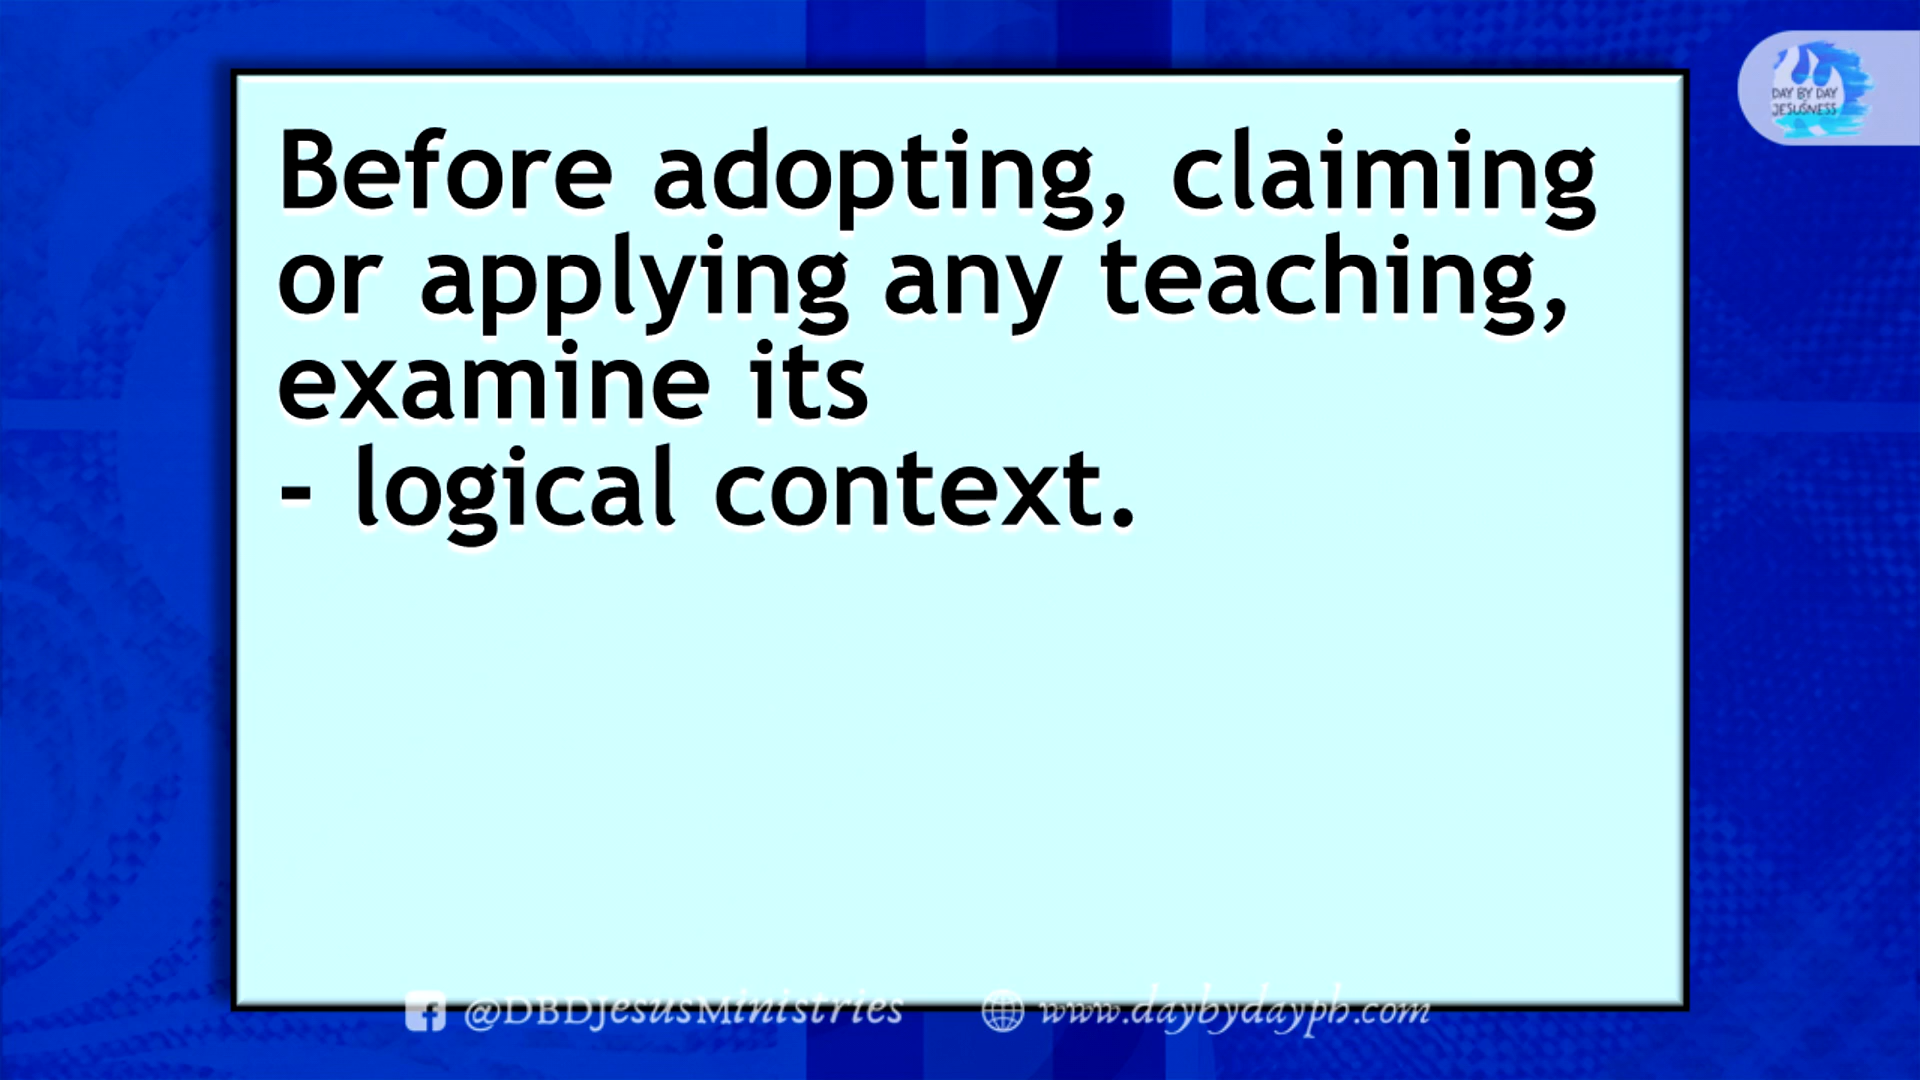 DAY BY DAY
JESUSNESS
Before adopting, claiming
or applying any teaching,
examine its
- logical context.
@DBDJesusMinistries
www.daybydayph.com